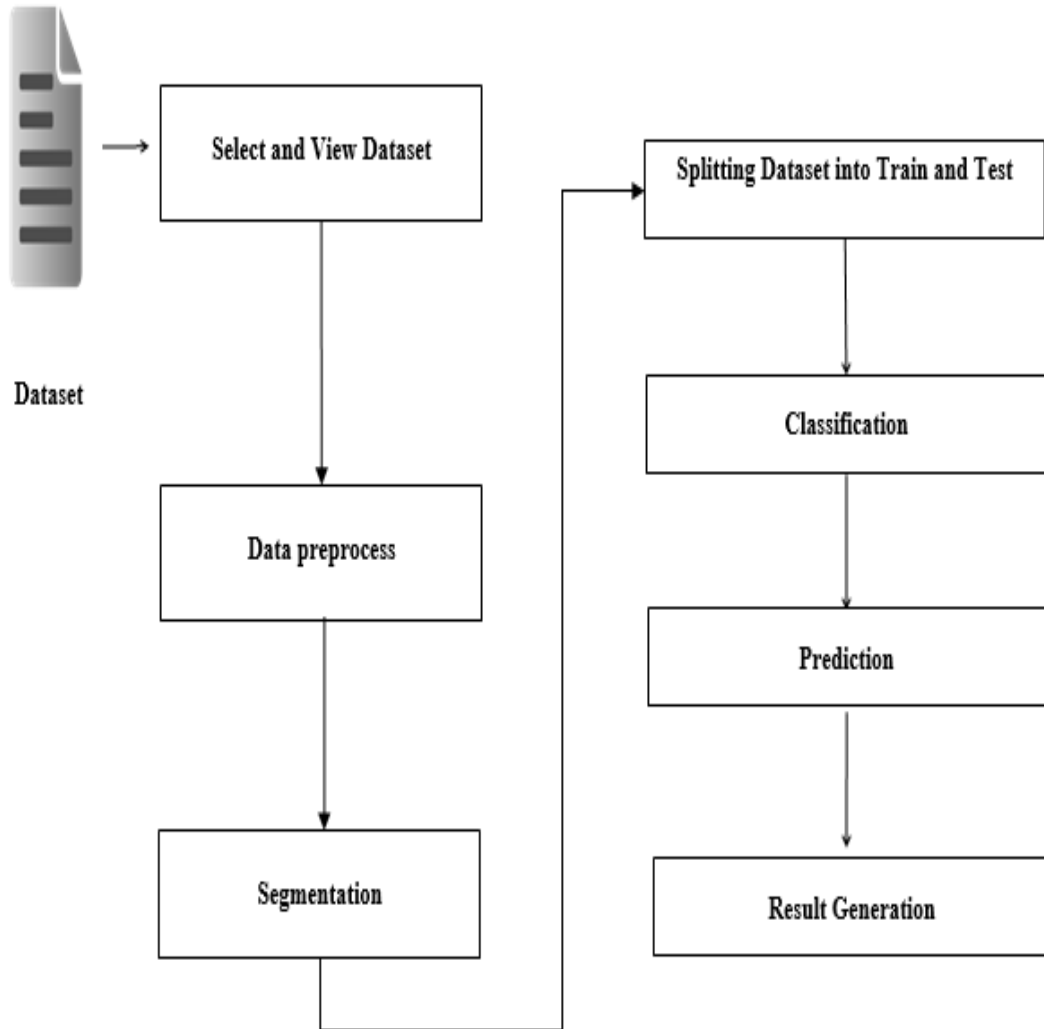 Dataset
Select and View Dataset
Data preprocess
Segmentation
Splitting Dataset into Train and Test
Classification
Prediction
Result Generation